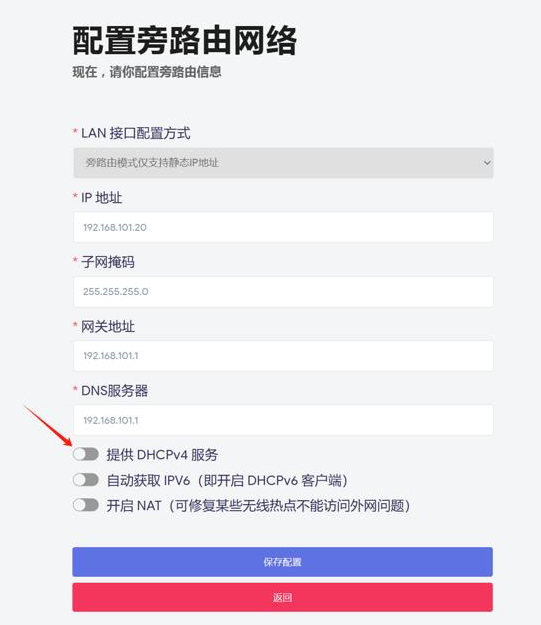 配置旁路由网络
现在，请你配置旁路由信息
* LAN 接口配置方式
旁路由模式仅支持静态IP地址
* IP 地址
192.168.101.20
* 子网掩码
255.255.255.0
* 网关地址
192.168.101.1
* DNS服务器
192.168.101.1
提供 DHCPv4 服务
自动获取 IPV6（即开启 DHCPv6 客户端）
开启 NAT（可修复某些无线热点不能访问外网问题）
保存配置
返回